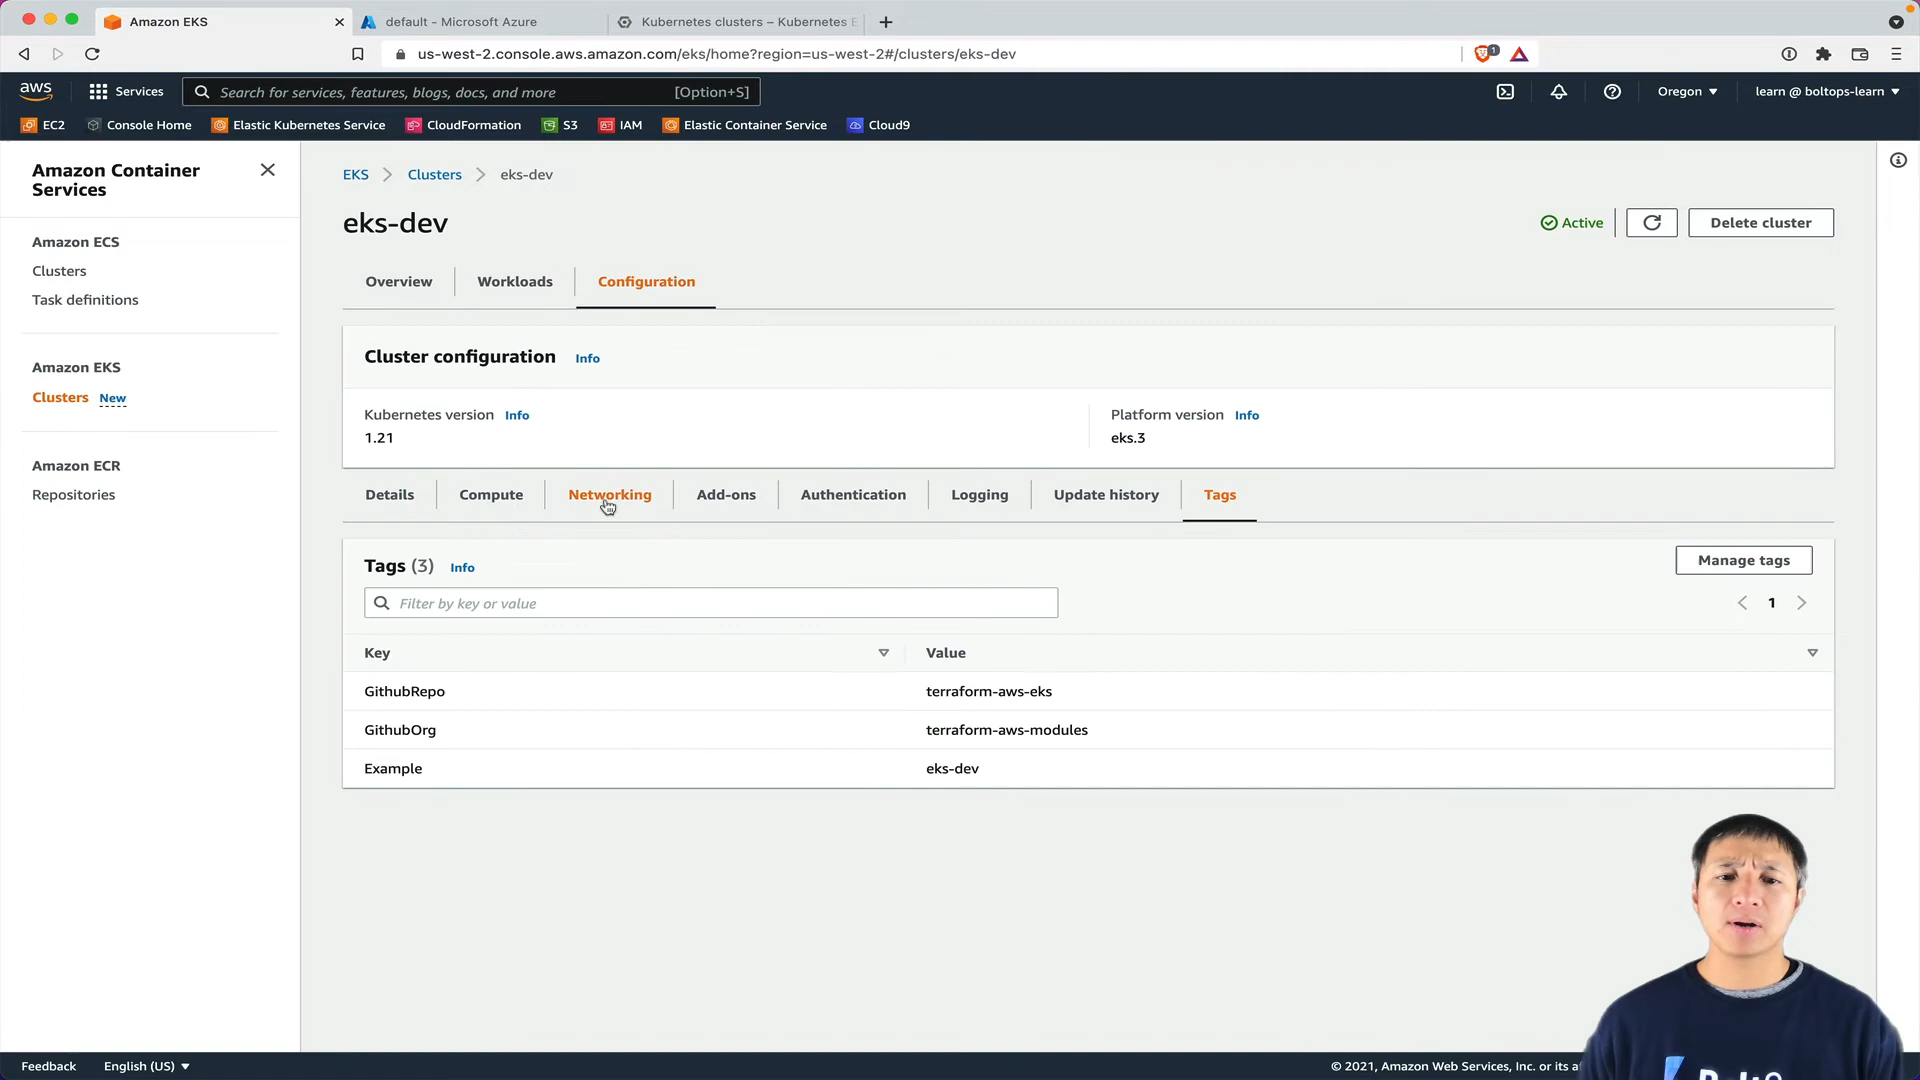 Amazon EKS
default - Microsoft Azure
Kubernetes clusters – Kubernetes E
us-west-2.console.aws.amazon.com/eks/home?region=us-west-2#/clusters/eks-dev
1
aws
Services
Search for services, features, blogs, docs, and more
[Option+S]
Oregon
learn @ boltops-learn
EC2
Console Home
Elastic Kubernetes Service
CloudFormation
S3
IAM
Elastic Container Service
Cloud9
Amazon Container
Services
Amazon ECS
Clusters
Task definitions
Amazon EKS
Clusters New
Amazon ECR
Repositories
EKS
Clusters
eks-dev
eks-dev
Active
Delete cluster
Overview
Workloads
Configuration
Cluster configuration Info
Kubernetes version Info
1.21
Platform version Info
eks.3
Details
Compute
Networking
Add-ons
Authentication
Logging
Update history
Tags
Tags (3) Info
Manage tags
Filter by key or value
1
Key
Value
GithubRepo
terraform-aws-eks
GithubOrg
terraform-aws-modules
Example
eks-dev
Feedback
English (US)
© 2021, Amazon Web Services, Inc. or its